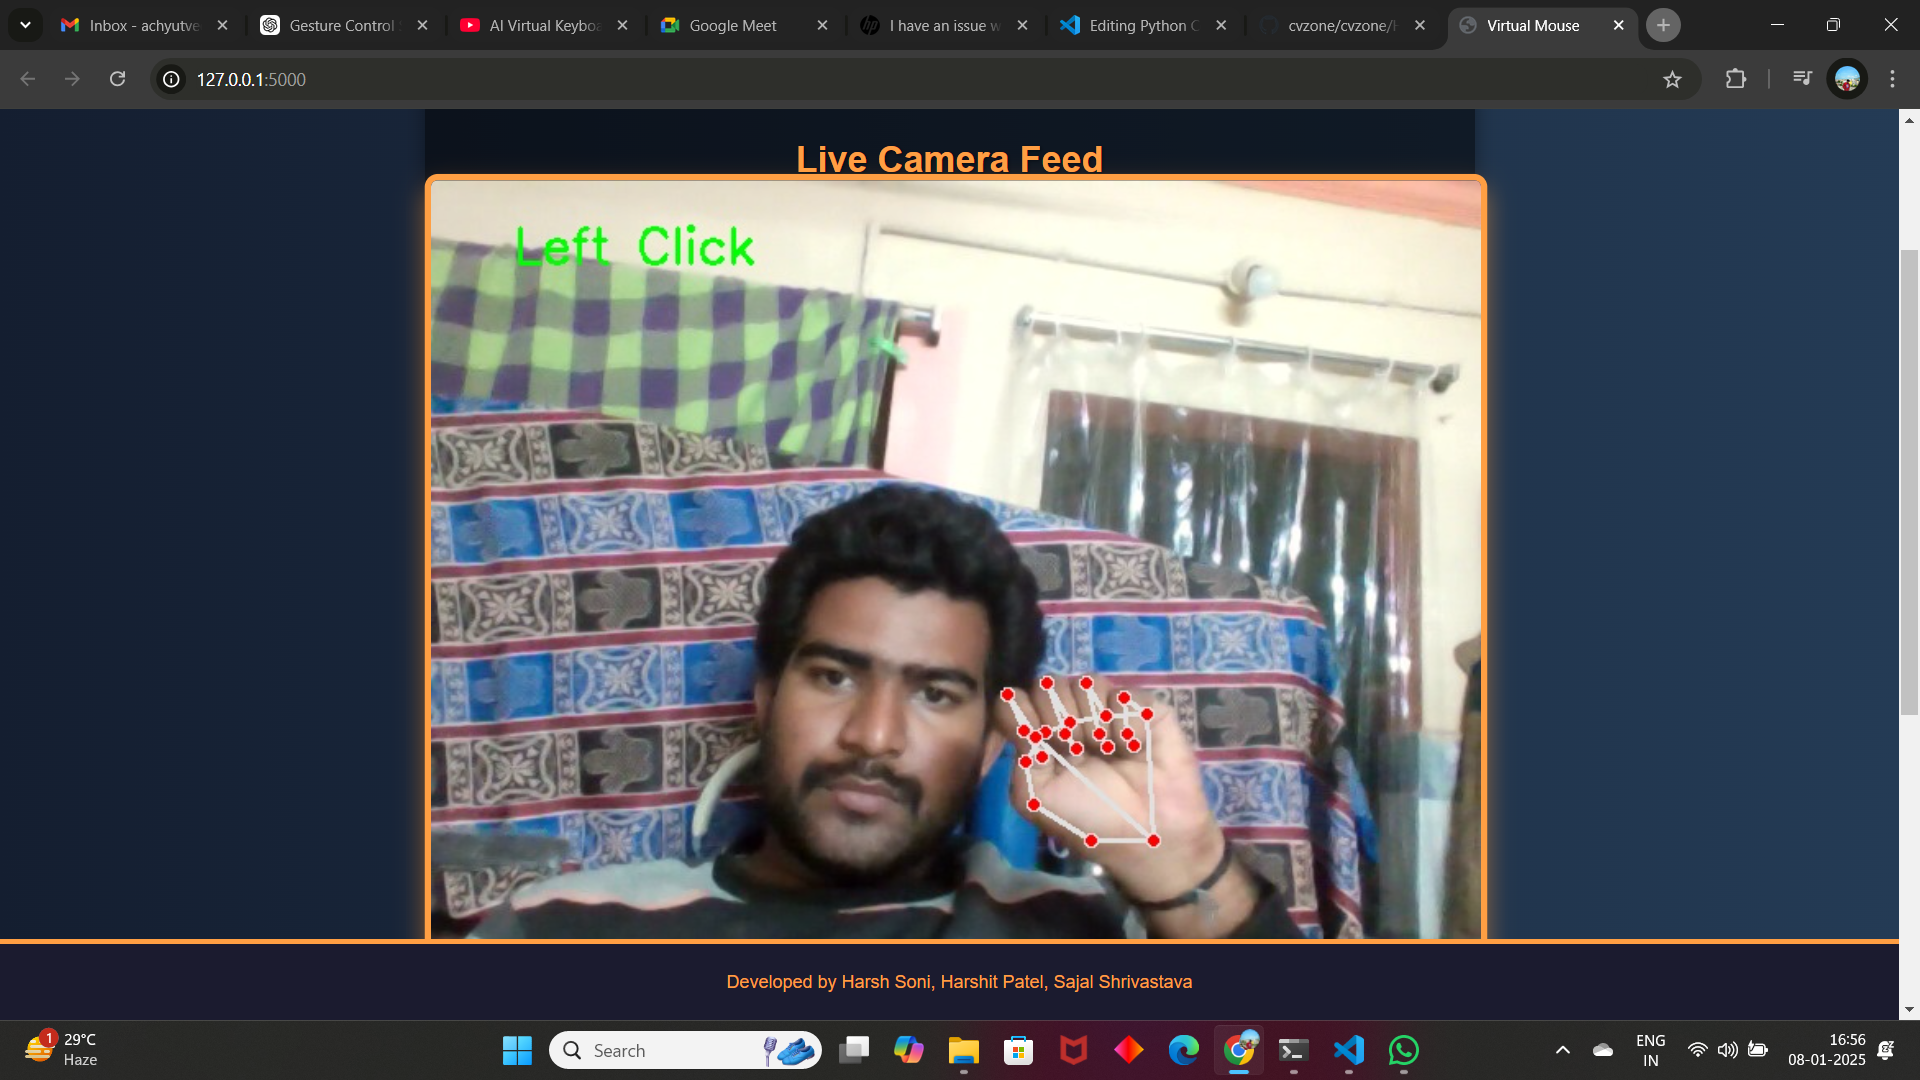 Inbox - achyutve
Gesture Control
AI Virtual Keyboa
Google Meet
I have an issue w
Editing Python C
cvzone/cvzone/H
Virtual Mouse
127.0.0.1:5000
Live Camera Feed
Left Click
Developed by Harsh Soni, Harshit Patel, Sajal Shrivastava
1
29°C
Haze
Search
ENG
IN
16:56
08-01-2025